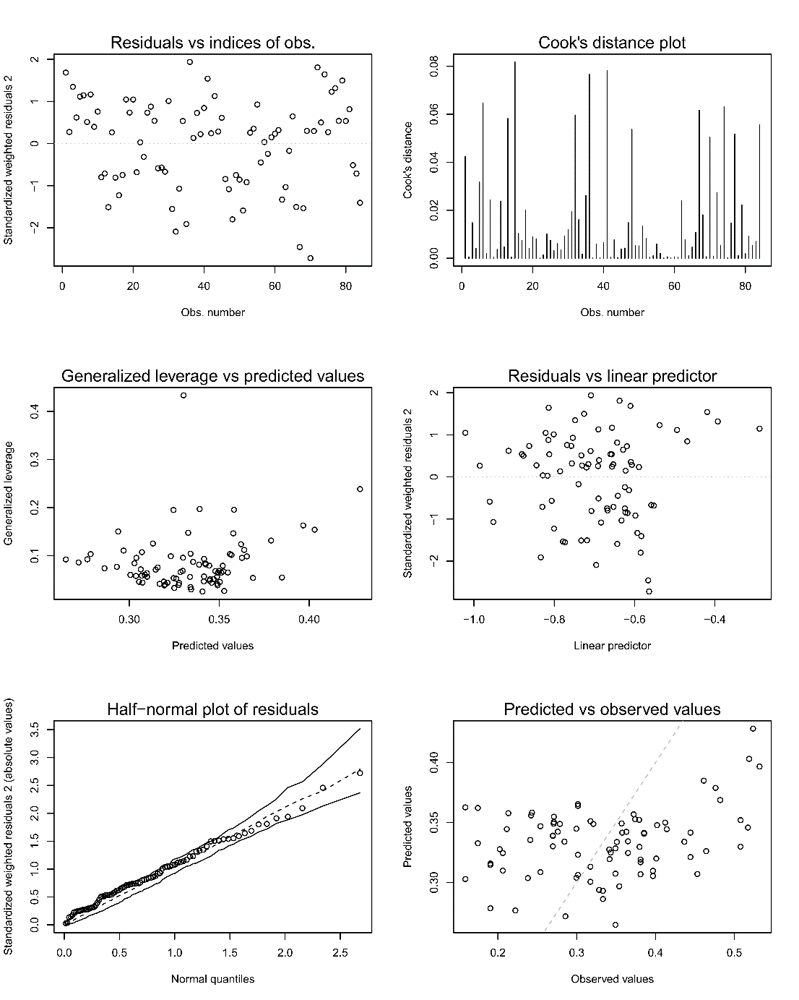 Residuals vs indices of obs.
Standardized weighted residuals 2
2
1
0
−1
−2
0 20 40 60 80
Obs. number
Cook's distance plot
Cook's distance
0.08
0.06
0.04
0.02
0.00
0 20 40 60 80
Obs. number
Generalized leverage vs predicted values
Generalized leverage
0.4
0.3
0.2
0.1
0.30 0.35 0.40
Predicted values
Residuals vs linear predictor
Standardized weighted residuals 2
2
1
0
−1
−2
−1.0 −0.8 −0.6 −0.4
Linear predictor
Half−normal plot of residuals
Standardized weighted residuals 2 (absolute values)
3.5
3.0
2.5
2.0
1.5
1.0
0.5
0.0
0.0 0.5 1.0 1.5 2.0 2.5
Normal quantiles
Predicted vs observed values
Predicted values
0.40
0.35
0.30
0.2 0.3 0.4 0.5
Observed values